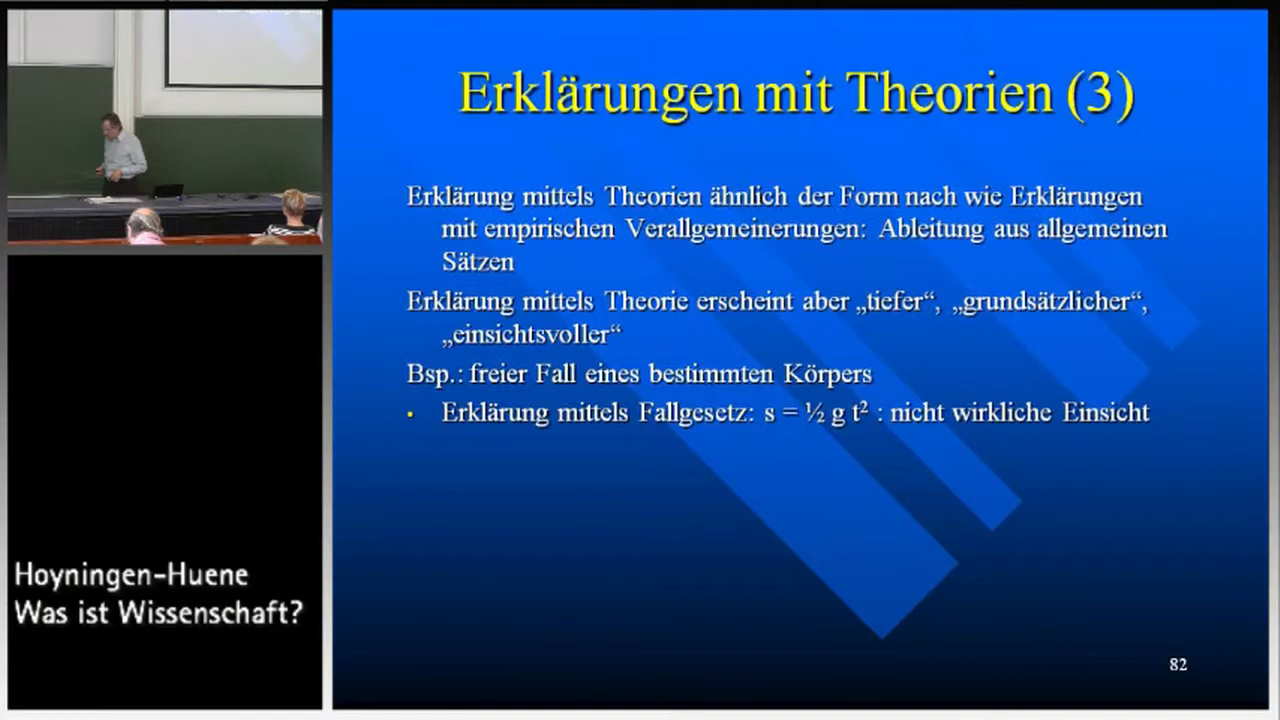 Erklärungen mit Theorien (3)
Erklärung mittels Theorien ähnlich der Form nach wie Erklärungen
mit empirischen Verallgemeinerungen: Ableitung aus allgemeinen
Sätzen
Erklärung mittels Theorie erscheint aber „tiefer“, „grundsätzlicher“,
„einsichtsvoller“
Bsp.: freier Fall eines bestimmten Körpers
▪ Erklärung mittels Fallgesetz: s = ½ g t² : nicht wirkliche Einsicht
82
Hoyningen-Huene
Was ist Wissenschaft?